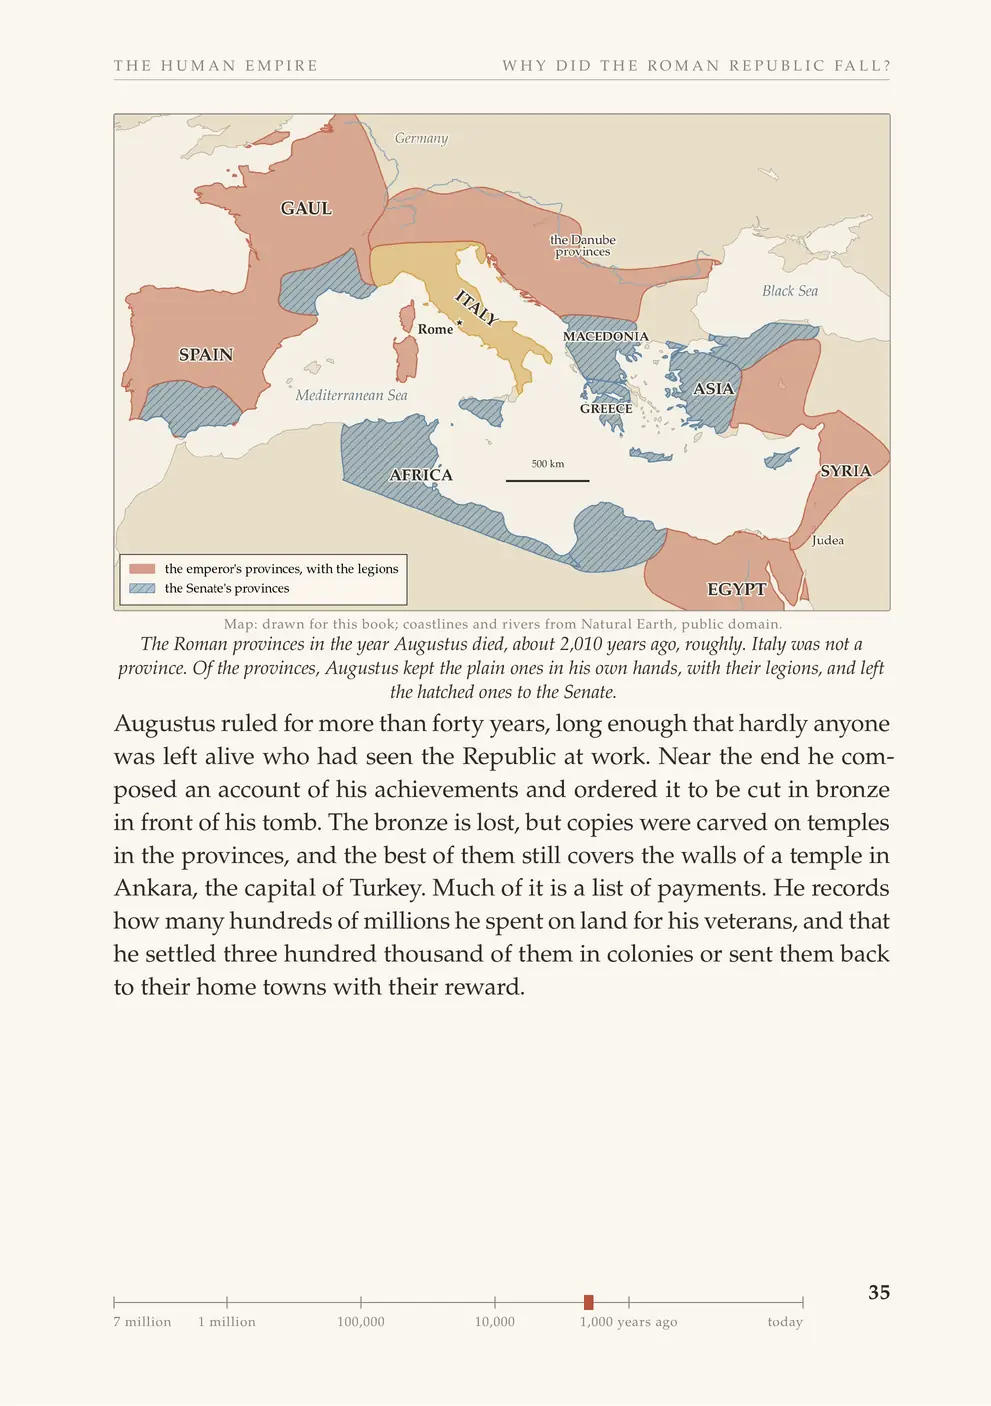 THE HUMAN EMPIRE
WHY DID THE ROMAN REPUBLIC FALL?
Germany
GAUL
the Danube
provinces
Black Sea
ITALY
Rome
MACEDONIA
SPAIN
ASIA
Mediterranean Sea
GREECE
500 km
AFRICA
SYRIA
Judea
EGYPT
the emperor's provinces, with the legions
the Senate's provinces
Map: drawn for this book; coastlines and rivers from Natural Earth, public domain.
The Roman provinces in the year Augustus died, about 2,010 years ago, roughly. Italy was not a
province. Of the provinces, Augustus kept the plain ones in his own hands, with their legions, and left
the hatched ones to the Senate.
Augustus ruled for more than forty years, long enough that hardly anyone
was left alive who had seen the Republic at work. Near the end he com-
posed an account of his achievements and ordered it to be cut in bronze
in front of his tomb. The bronze is lost, but copies were carved on temples
in the provinces, and the best of them still covers the walls of a temple in
Ankara, the capital of Turkey. Much of it is a list of payments. He records
how many hundreds of millions he spent on land for his veterans, and that
he settled three hundred thousand of them in colonies or sent them back
to their home towns with their reward.
35
7 million
1 million
100,000
10,000
1,000 years ago
today